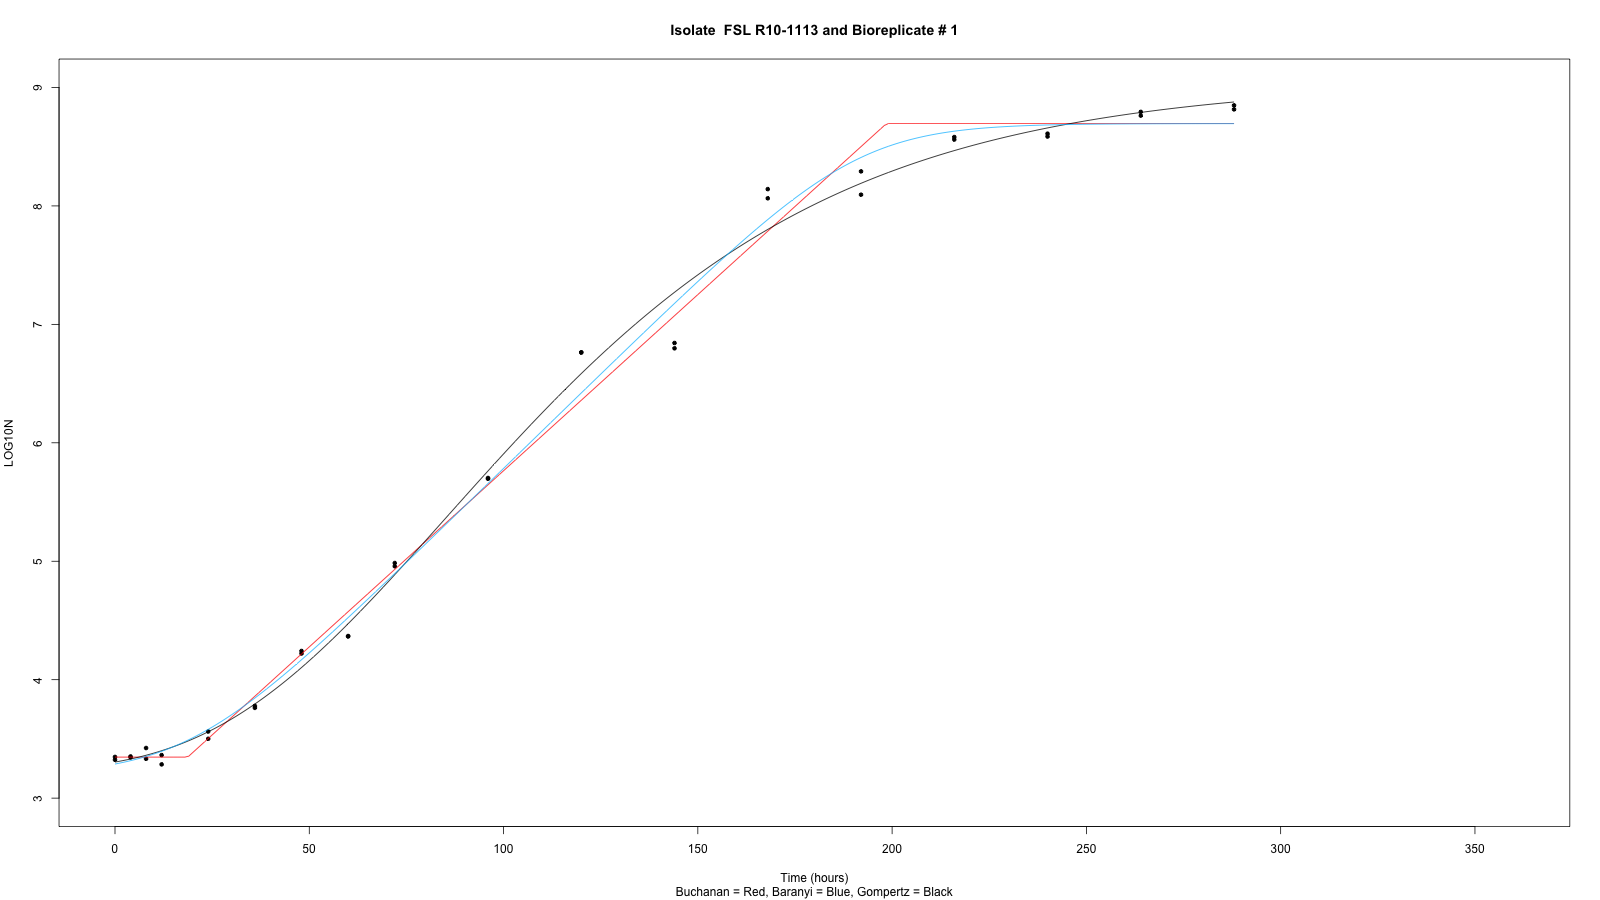 Isolate  FSL R10-1113 and Bioreplicate # 1
9
8
7
6
5
4
3
LOG10N
0 50 100 150 200 250 300 350
Time (hours)
Buchanan = Red, Baranyi = Blue, Gompertz = Black